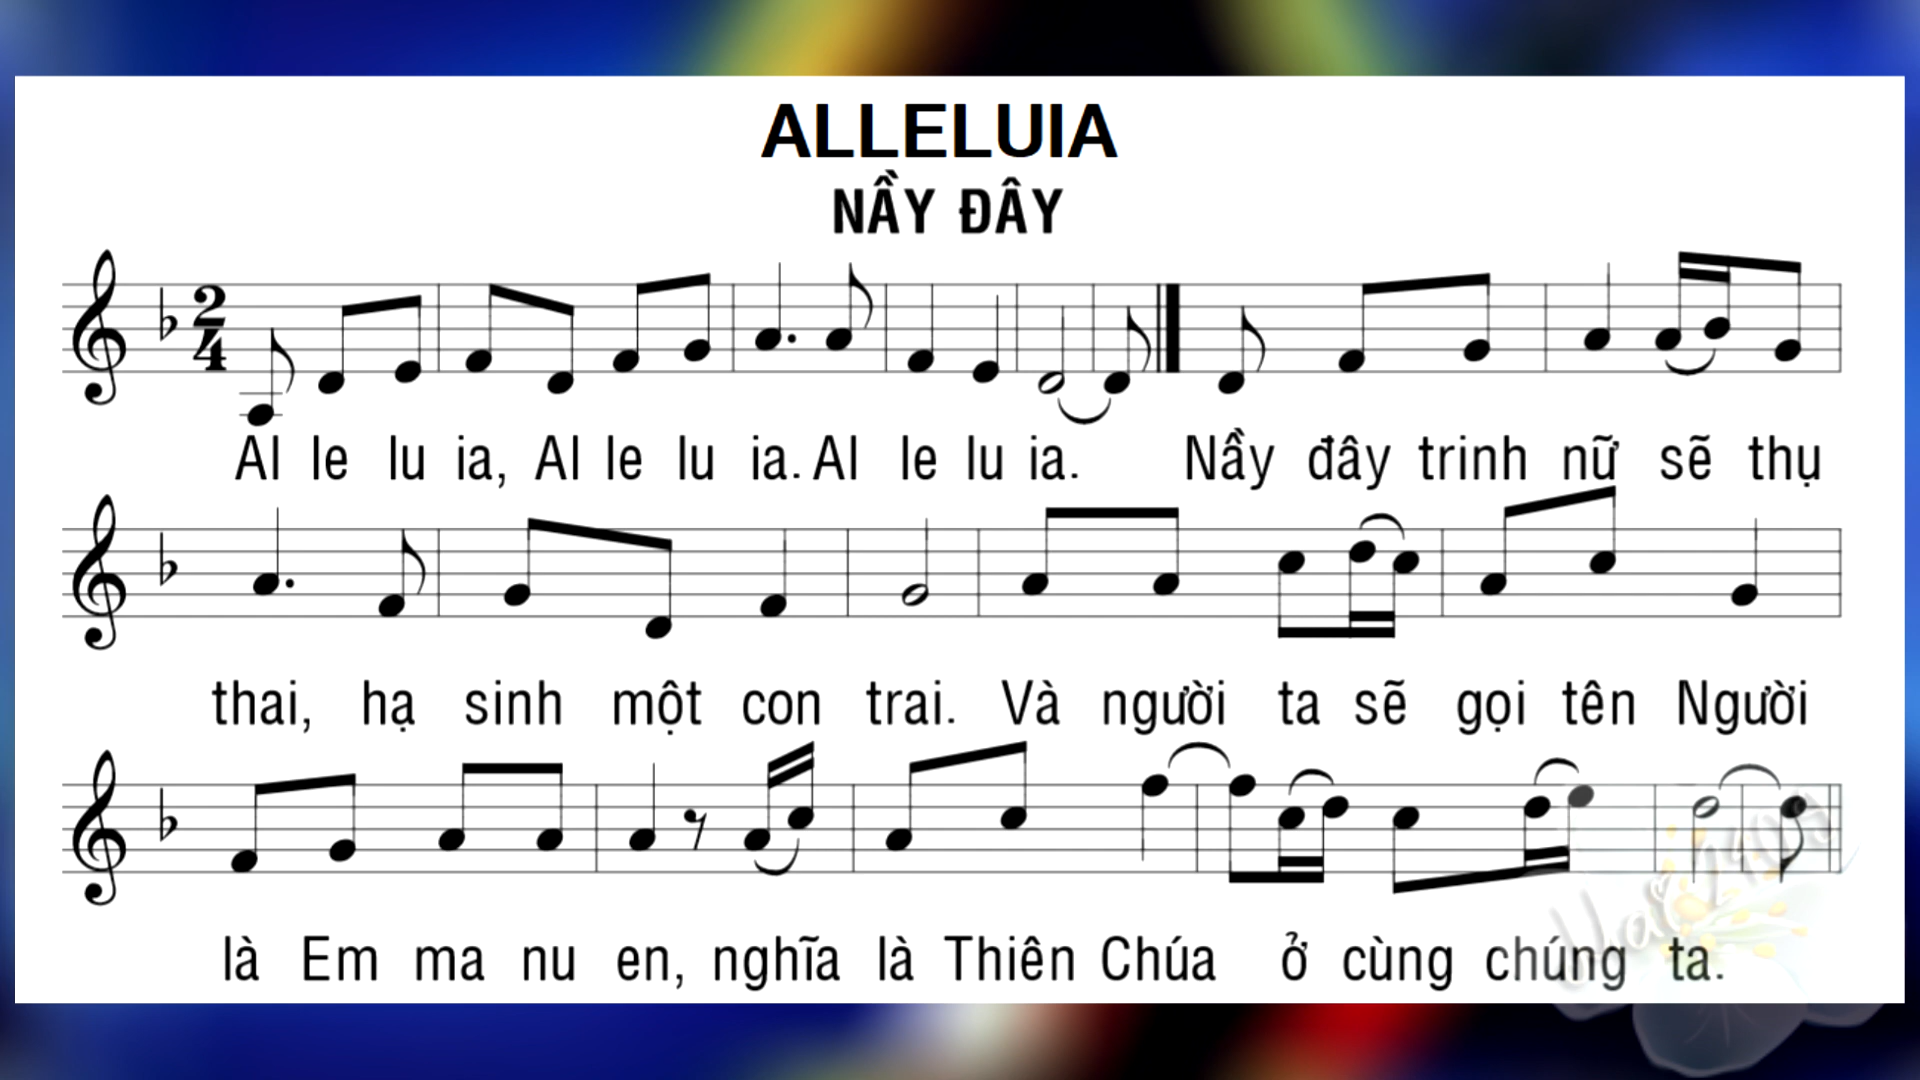 ALLELUIA
NẦY ĐÂY
2
4
Al le lu ia, Al le lu ia. Al le lu ia. Nầy đây trinh nữ sẽ thụ
thai, hạ sinh một con trai. Và người ta sẽ gọi tên Người
là Em ma nu en, nghĩa là Thiên Chúa ở cùng chúng ta.